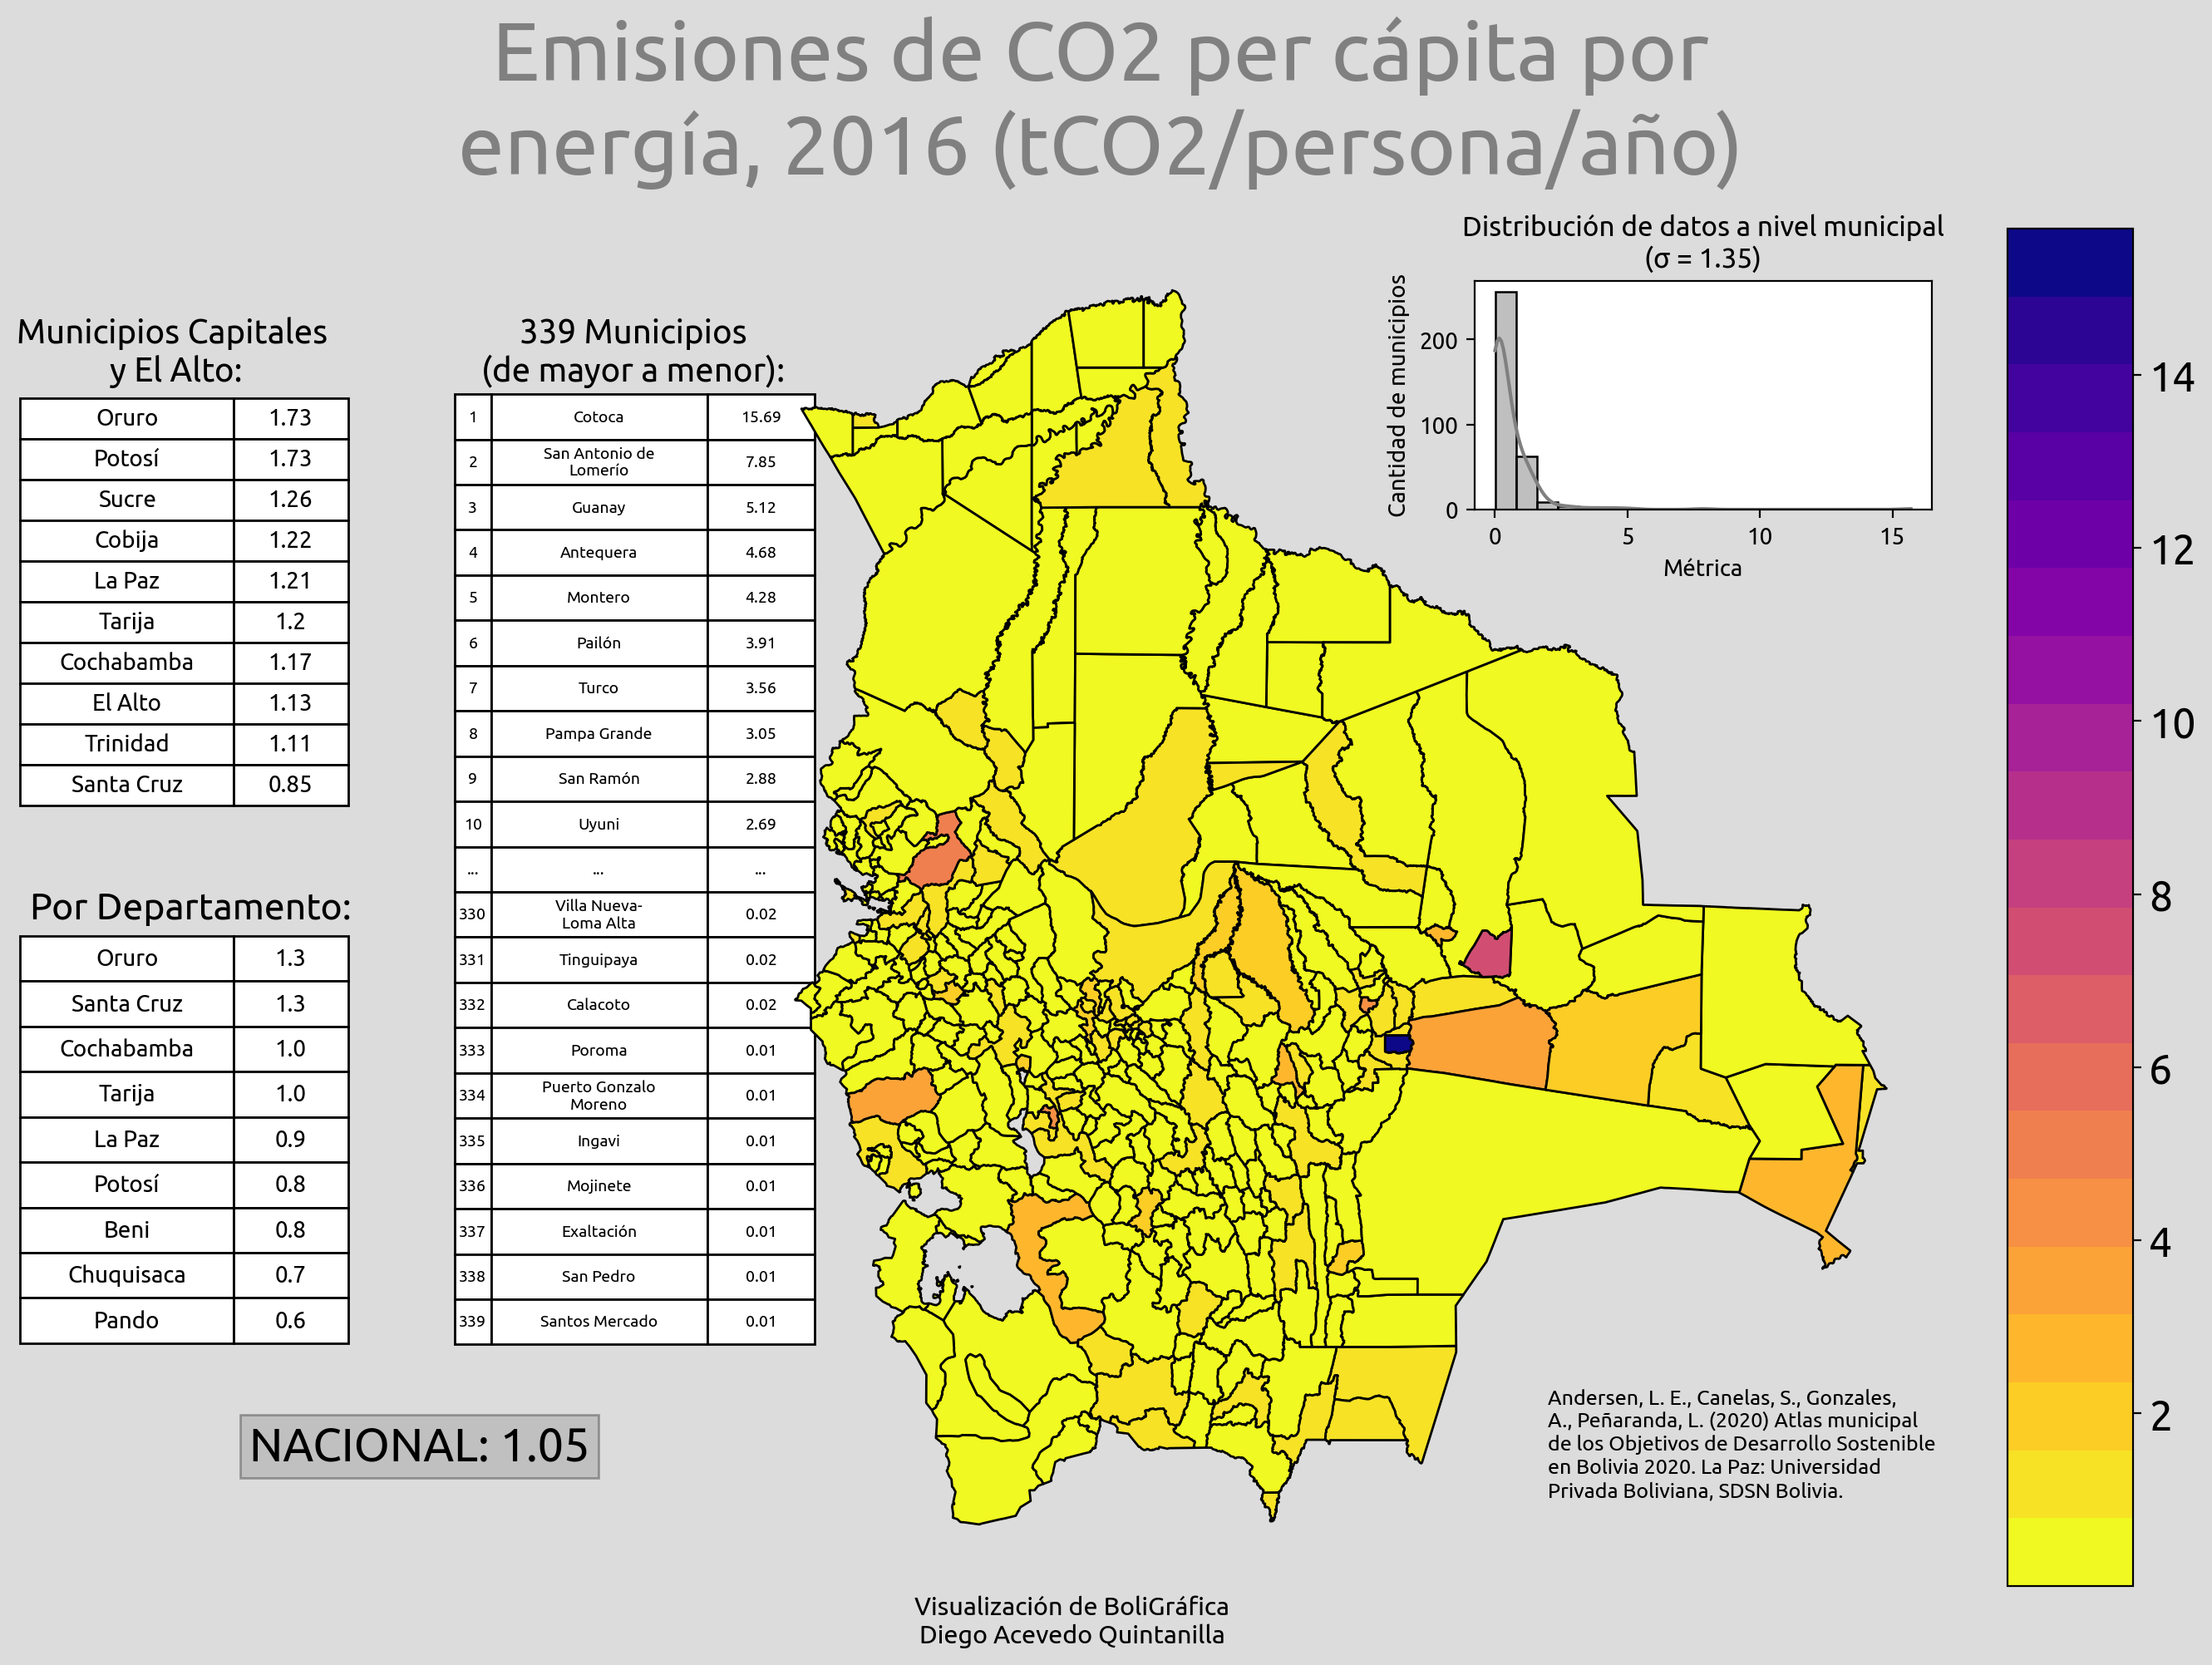 Emisiones de CO2 per cápita por
energía, 2016 (tCO2/persona/año)
Municipios Capitales
y El Alto:
Oruro 1.73
Potosí 1.73
Sucre 1.26
Cobija 1.22
La Paz 1.21
Tarija 1.2
Cochabamba 1.17
El Alto 1.13
Trinidad 1.11
Santa Cruz 0.85
Por Departamento:
Oruro 1.3
Santa Cruz 1.3
Cochabamba 1.0
Tarija 1.0
La Paz 0.9
Potosí 0.8
Beni 0.8
Chuquisaca 0.7
Pando 0.6
NACIONAL: 1.05
339 Municipios
(de mayor a menor):
1 Cotoca 15.69
2 San Antonio de
Lomerío 7.85
3 Guanay 5.12
4 Antequera 4.68
5 Montero 4.28
6 Pailón 3.91
7 Turco 3.56
8 Pampa Grande 3.05
9 San Ramón 2.88
10 Uyuni 2.69
... ... ...
330 Villa Nueva-
Loma Alta 0.02
331 Tinguipaya 0.02
332 Calacoto 0.02
333 Poroma 0.01
334 Puerto Gonzalo
Moreno 0.01
335 Ingavi 0.01
336 Mojinete 0.01
337 Exaltación 0.01
338 San Pedro 0.01
339 Santos Mercado 0.01
Distribución de datos a nivel municipal
(σ = 1.35)
Cantidad de municipios
200
100
0
0 5 10 15
Métrica
14
12
10
8
6
4
2
Andersen, L. E., Canelas, S., Gonzales,
A., Peñaranda, L. (2020) Atlas municipal
de los Objetivos de Desarrollo Sostenible
en Bolivia 2020. La Paz: Universidad
Privada Boliviana, SDSN Bolivia.
Visualización de BoliGráfica
Diego Acevedo Quintanilla